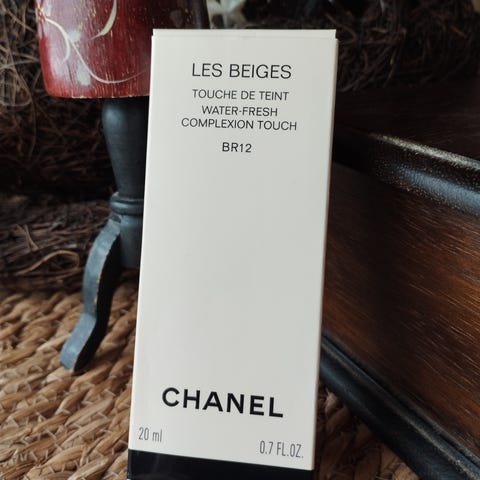 LES BEIGES
TOUCHE DE TEINT
WATER-FRESH
COMPLEXION TOUCH
BR12
CHANEL
20 ml 0.7 FL.OZ.